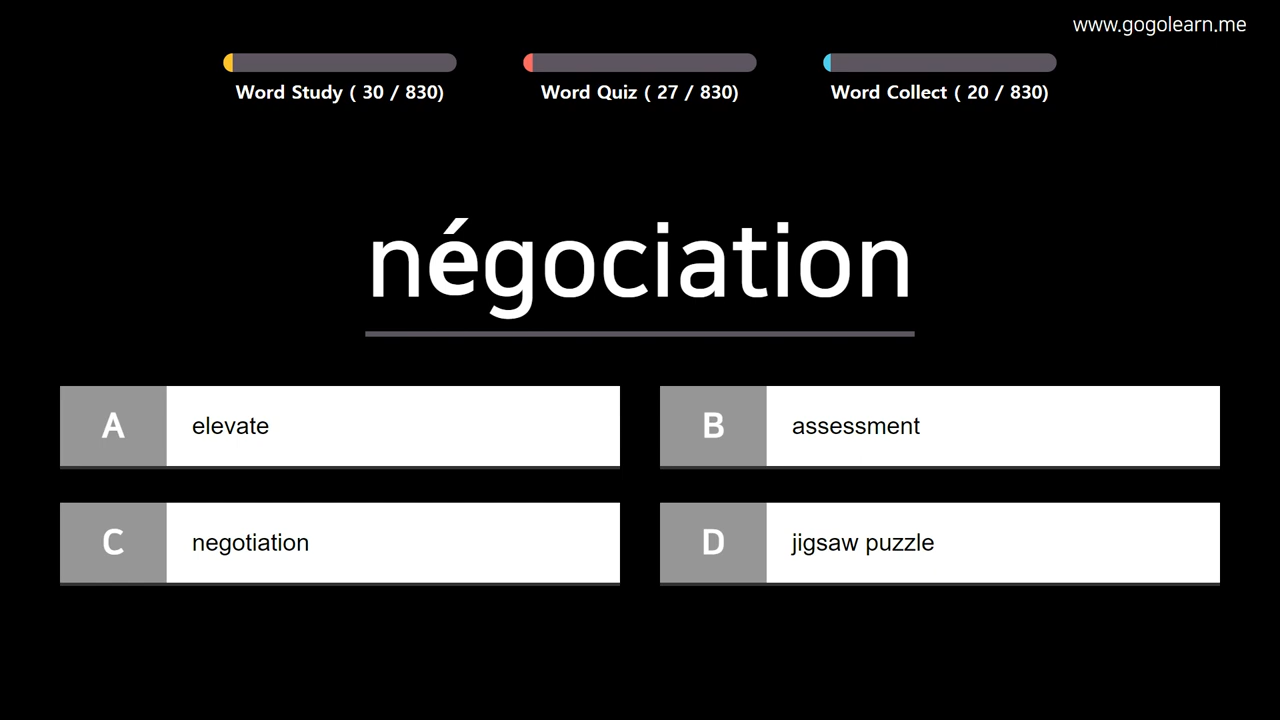 www.gogolearn.me
Word Study ( 30 / 830)
Word Quiz ( 27 / 830)
Word Collect ( 20 / 830)
négociation
A elevate
B assessment
C negotiation
D jigsaw puzzle